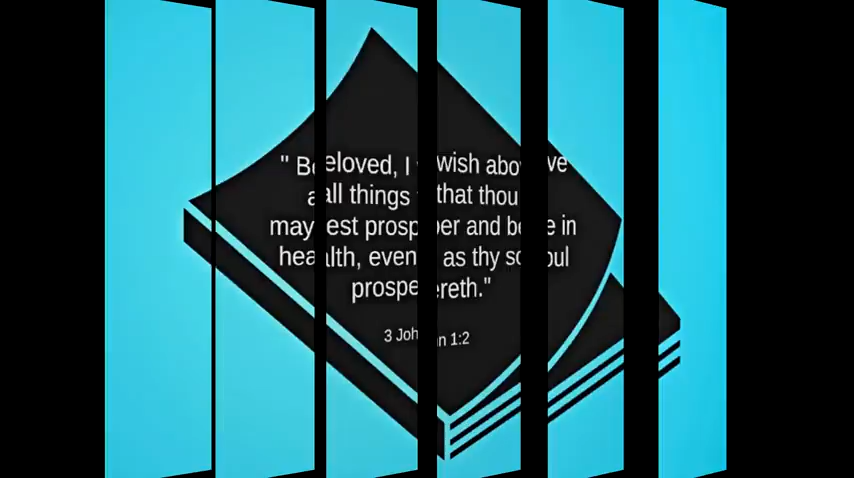 " Beloved, I wish above
all things that thou
mayest prosper and be in
health, even as thy soul
prospereth."
3 John 1:2